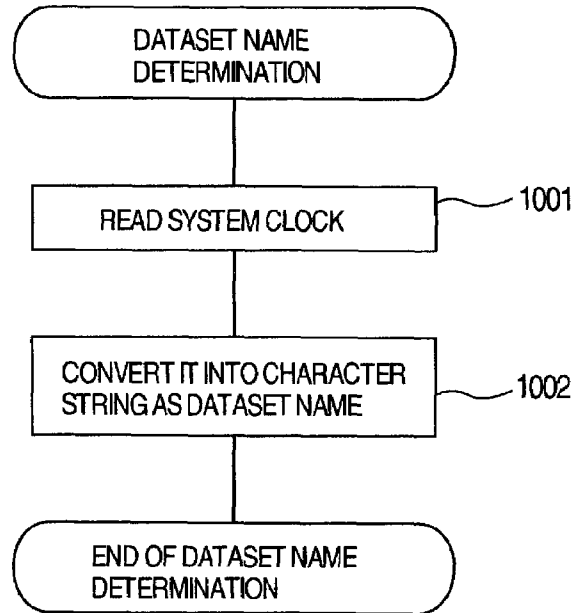 DATASET NAME
DETERMINATION
READ SYSTEM CLOCK
1001
CONVERT IT INTO CHARACTER
STRING AS DATASET NAME
1002
END OF DATASET NAME
DETERMINATION